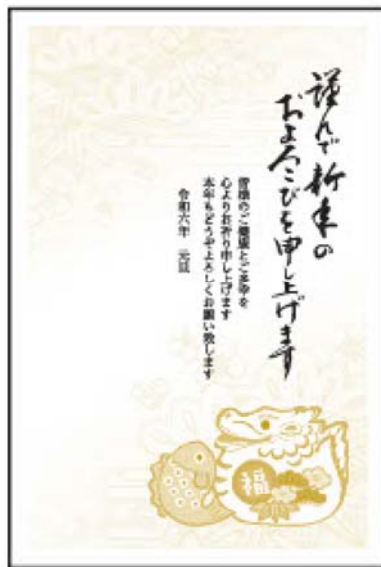 謹んで新春の
およろこびを申し上げます
皆様のご健康とご多幸を
心よりお祈り申し上げます
本年もどうぞよろしくお願い致します
令和六年 元旦
福